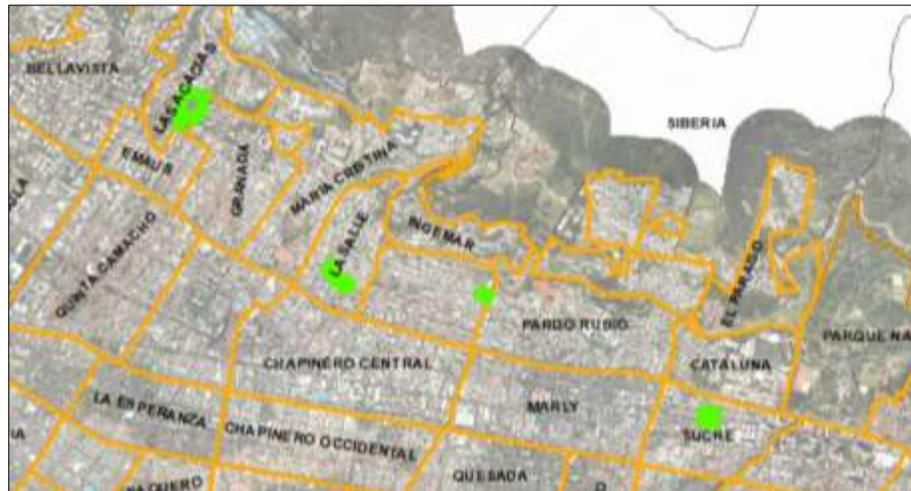 BELLAVISTA
LAS ACACIAS
SIBERIA
EMAUS
GRANADA
MARIA CRISTINA
QUINTA CAMACHO
LA SALLE
INGEMAR
EL PARAISO
PARDO RUBIO
PARQUE NA
CHAPINERO CENTRAL
CATALUNA
LA ESPERANZA
MARLY
CHAPINERO OCCIDENTAL
SUCRE
QUESADA